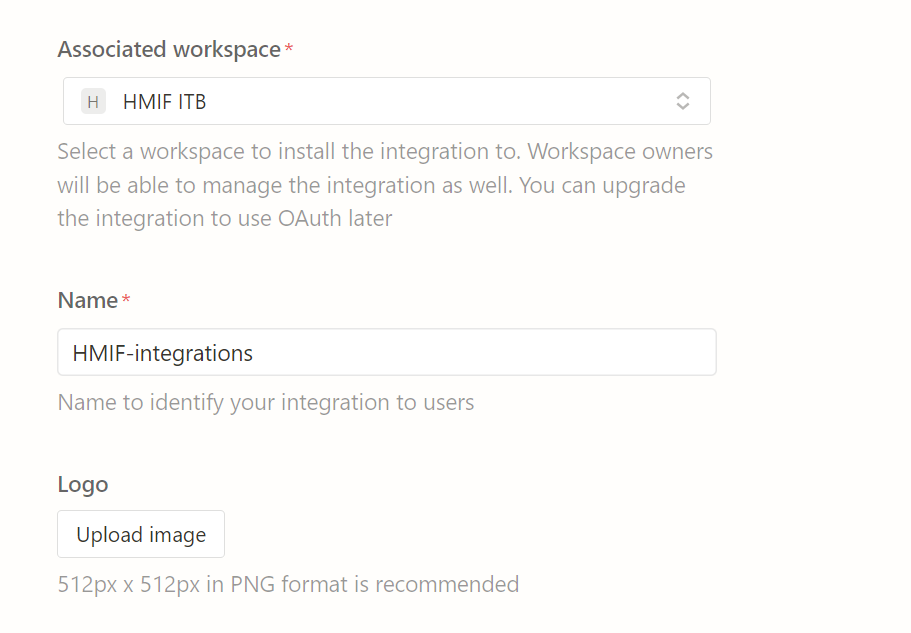 Associated workspace*
H HMIF ITB
Select a workspace to install the integration to. Workspace owners
will be able to manage the integration as well. You can upgrade
the integration to use OAuth later
Name*
HMIF-integrations
Name to identify your integration to users
Logo
Upload image
512px x 512px in PNG format is recommended